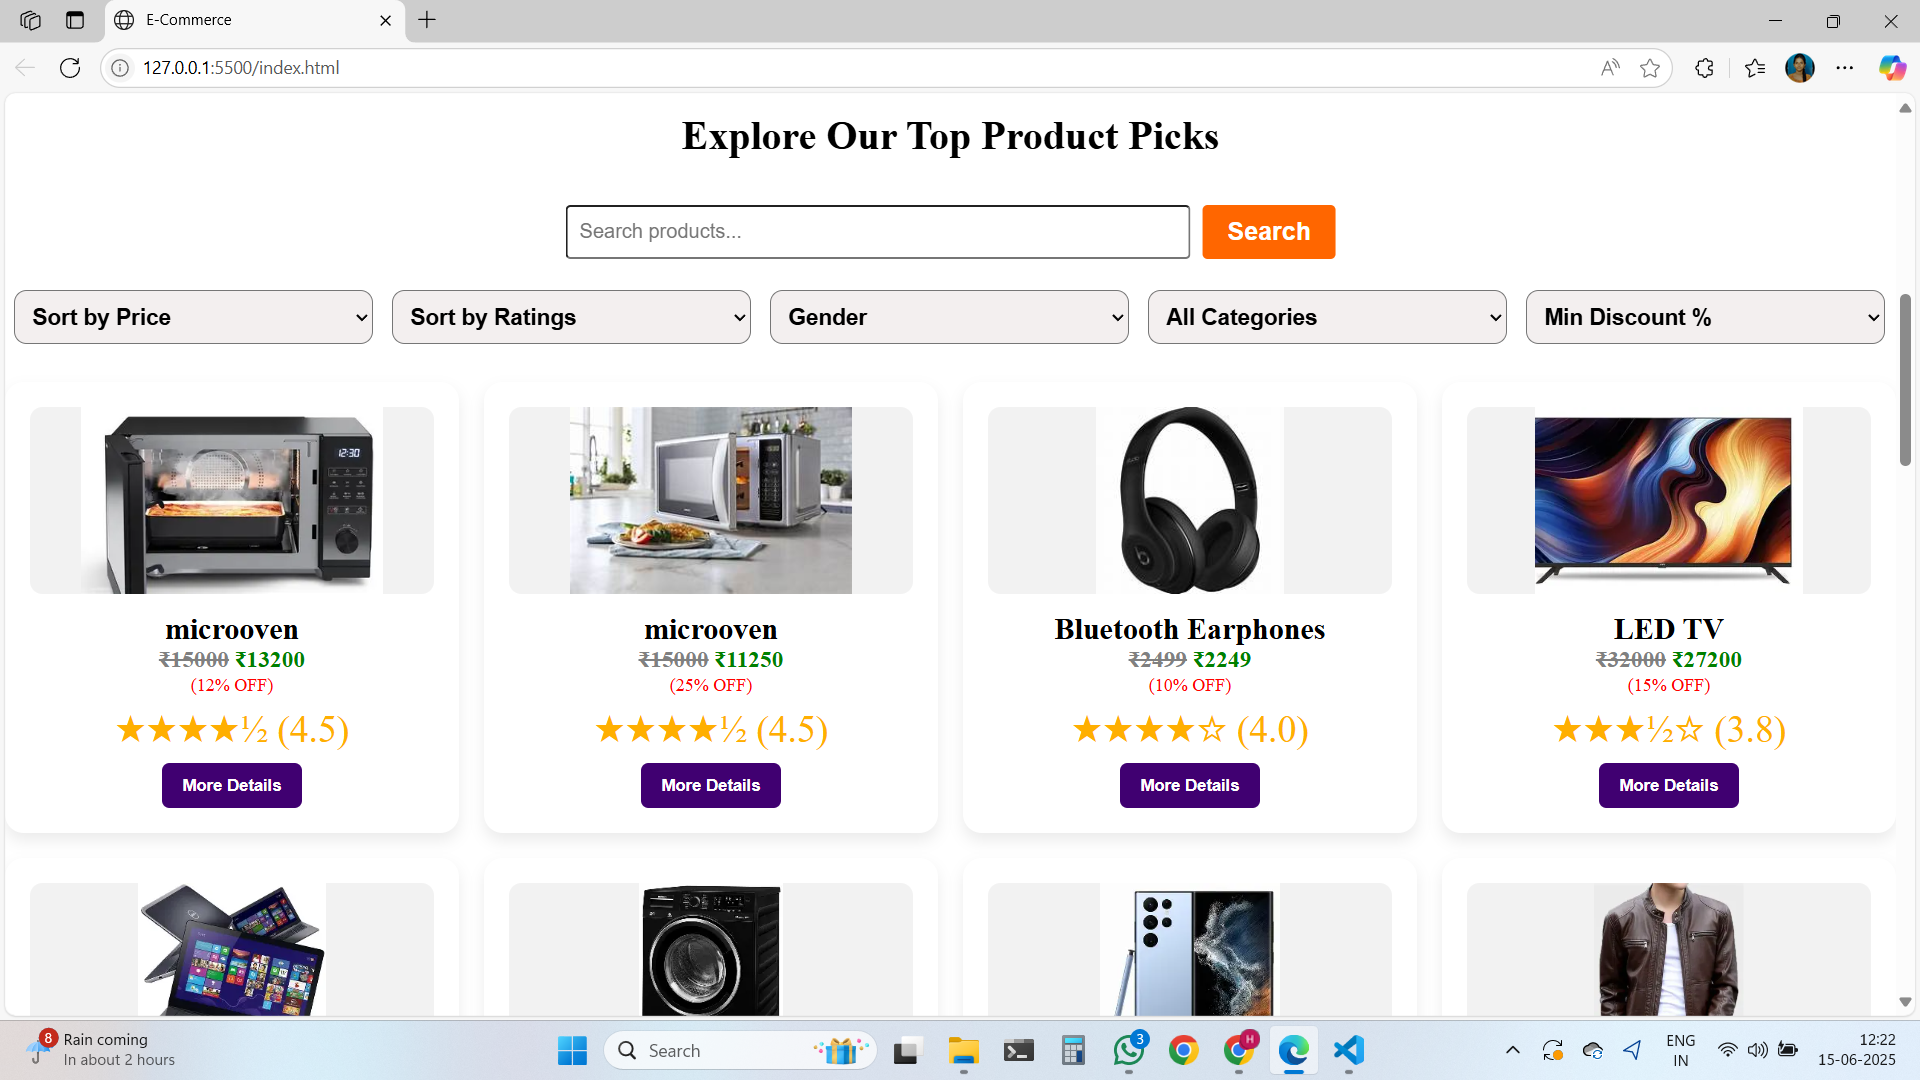 E-Commerce
127.0.0.1:5500/index.html
Explore Our Top Product Picks
Search products...
Search
Sort by Price
Sort by Ratings
Gender
All Categories
Min Discount %
12:30
microoven
₹15000 ₹13200
(12% OFF)
★★★★½ (4.5)
More Details
microoven
₹15000 ₹11250
(25% OFF)
★★★★½ (4.5)
More Details
Bluetooth Earphones
₹2499 ₹2249
(10% OFF)
★★★★☆ (4.0)
More Details
LED TV
₹32000 ₹27200
(15% OFF)
★★★½☆ (3.8)
More Details
8
Rain coming
In about 2 hours
Search
3
H
ENG
IN
12:22
15-06-2025